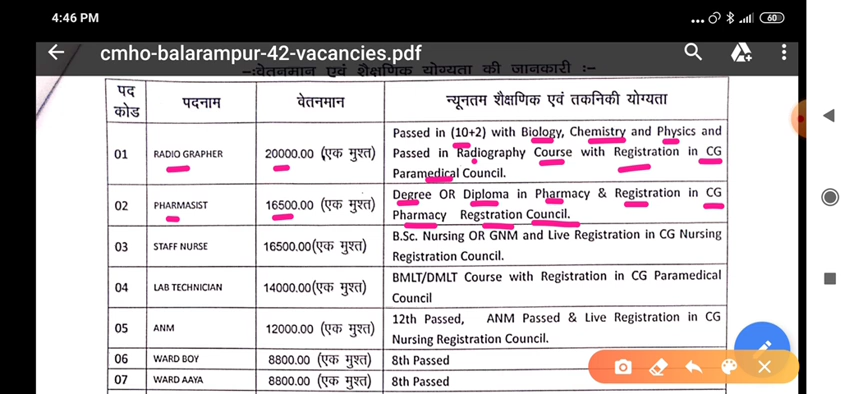 4:46 PM
60
cmho-balarampur-42-vacancies.pdf
-:वेतनमान एवं शैक्षणिक योग्यता की जानकारी :-
पद कोड पदनाम वेतनमान न्यूनतम शैक्षणिक एवं तकनिकी योग्यता
01 RADIO GRAPHER 20000.00 (एक मुश्त) Passed in (10+2) with Biology, Chemistry and Physics and
Passed in Radiography Course with Registration in CG
Paramedical Council.
02 PHARMASIST 16500.00 (एक मुश्त) Degree OR Diploma in Pharmacy & Registration in CG
Pharmacy Regstration Council.
03 STAFF NURSE 16500.00(एक मुश्त) B.Sc. Nursing OR GNM and Live Registration in CG Nursing
Registration Council.
04 LAB TECHNICIAN 14000.00(एक मुश्त) BMLT/DMLT Course with Registration in CG Paramedical
Council
05 ANM 12000.00 (एक मुश्त) 12th Passed, ANM Passed & Live Registration in CG
Nursing Registration Council.
06 WARD BOY 8800.00 (एक मुश्त) 8th Passed
07 WARD AAYA 8800.00 (एक मुश्त) 8th Passed